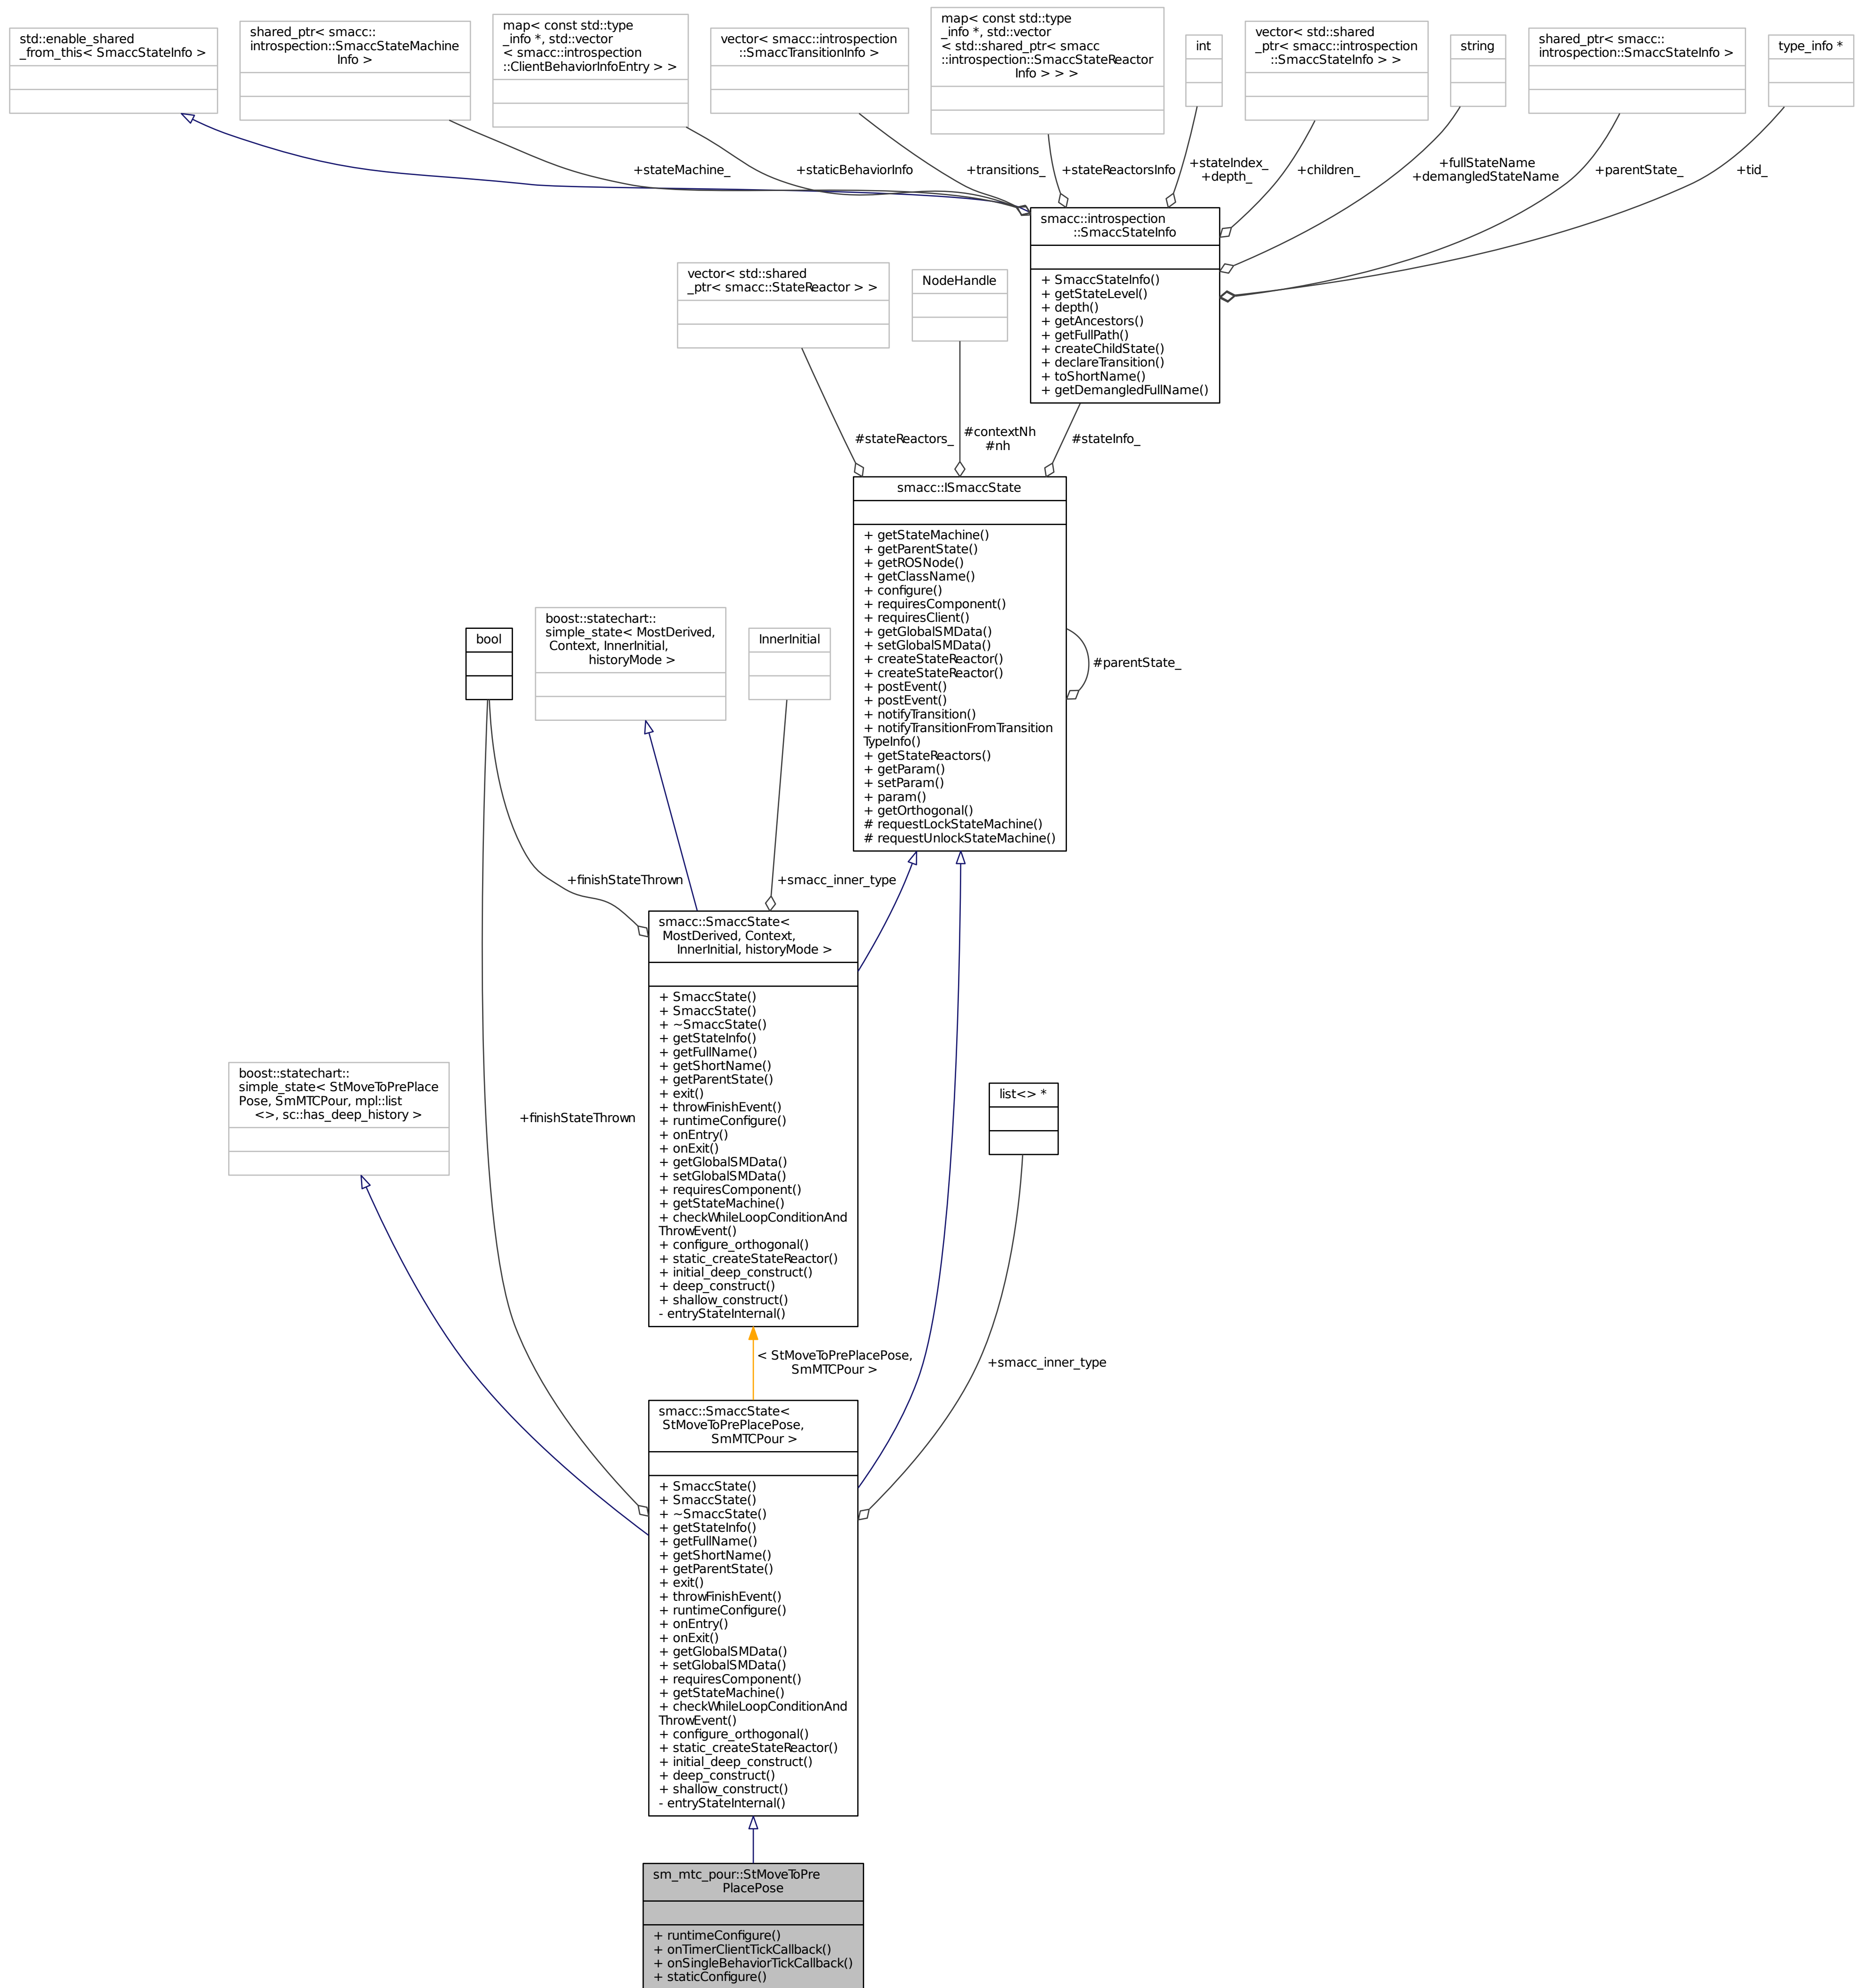 std::enable_shared
_from_this< SmaccStateInfo >
shared_ptr< smacc::
introspection::SmaccStateMachine
Info >
map< const std::type
_info *, std::vector
< smacc::introspection
::ClientBehaviorInfoEntry > >
vector< smacc::introspection
::SmaccTransitionInfo >
map< const std::type
_info *, std::vector
< std::shared_ptr< smacc
::introspection::SmaccStateReactor
Info > > >
int
vector< std::shared
_ptr< smacc::introspection
::SmaccStateInfo > >
string
shared_ptr< smacc::
introspection::SmaccStateInfo >
type_info *
+stateMachine_
+staticBehaviorInfo
+transitions_
+stateReactorsInfo
+stateIndex_
+depth_
+children_
+fullStateName
+demangledStateName
+parentState_
+tid_
smacc::introspection
::SmaccStateInfo
+ SmaccStateInfo()
+ getStateLevel()
+ depth()
+ getAncestors()
+ getFullPath()
+ createChildState()
+ declareTransition()
+ toShortName()
+ getDemangledFullName()
vector< std::shared
_ptr< smacc::StateReactor > >
NodeHandle
#stateReactors_
#contextNh
#nh
#stateInfo_
smacc::ISmaccState
+ getStateMachine()
+ getParentState()
+ getROSNode()
+ getClassName()
+ configure()
+ requiresComponent()
+ requiresClient()
+ getGlobalSMData()
+ setGlobalSMData()
+ createStateReactor()
+ createStateReactor()
+ postEvent()
+ postEvent()
+ notifyTransition()
+ notifyTransitionFromTransition
TypeInfo()
+ getStateReactors()
+ getParam()
+ setParam()
+ param()
+ getOrthogonal()
# requestLockStateMachine()
# requestUnlockStateMachine()
#parentState_
bool
boost::statechart::
simple_state< MostDerived,
Context, InnerInitial,
historyMode >
InnerInitial
+finishStateThrown
+smacc_inner_type
smacc::SmaccState<
MostDerived, Context,
InnerInitial, historyMode >
+ SmaccState()
+ SmaccState()
+ ~SmaccState()
+ getStateInfo()
+ getFullName()
+ getShortName()
+ getParentState()
+ exit()
+ throwFinishEvent()
+ runtimeConfigure()
+ onEntry()
+ onExit()
+ getGlobalSMData()
+ setGlobalSMData()
+ requiresComponent()
+ getStateMachine()
+ checkWhileLoopConditionAnd
ThrowEvent()
+ configure_orthogonal()
+ static_createStateReactor()
+ initial_deep_construct()
+ deep_construct()
+ shallow_construct()
- entryStateInternal()
boost::statechart::
simple_state< StMoveToPrePlace
Pose, SmMTCPour, mpl::list
<>, sc::has_deep_history >
+finishStateThrown
list<> *
< StMoveToPrePlacePose,
SmMTCPour >
+smacc_inner_type
smacc::SmaccState<
StMoveToPrePlacePose,
SmMTCPour >
+ SmaccState()
+ SmaccState()
+ ~SmaccState()
+ getStateInfo()
+ getFullName()
+ getShortName()
+ getParentState()
+ exit()
+ throwFinishEvent()
+ runtimeConfigure()
+ onEntry()
+ onExit()
+ getGlobalSMData()
+ setGlobalSMData()
+ requiresComponent()
+ getStateMachine()
+ checkWhileLoopConditionAnd
ThrowEvent()
+ configure_orthogonal()
+ static_createStateReactor()
+ initial_deep_construct()
+ deep_construct()
+ shallow_construct()
- entryStateInternal()
sm_mtc_pour::StMoveToPre
PlacePose
+ runtimeConfigure()
+ onTimerClientTickCallback()
+ onSingleBehaviorTickCallback()
+ staticConfigure()